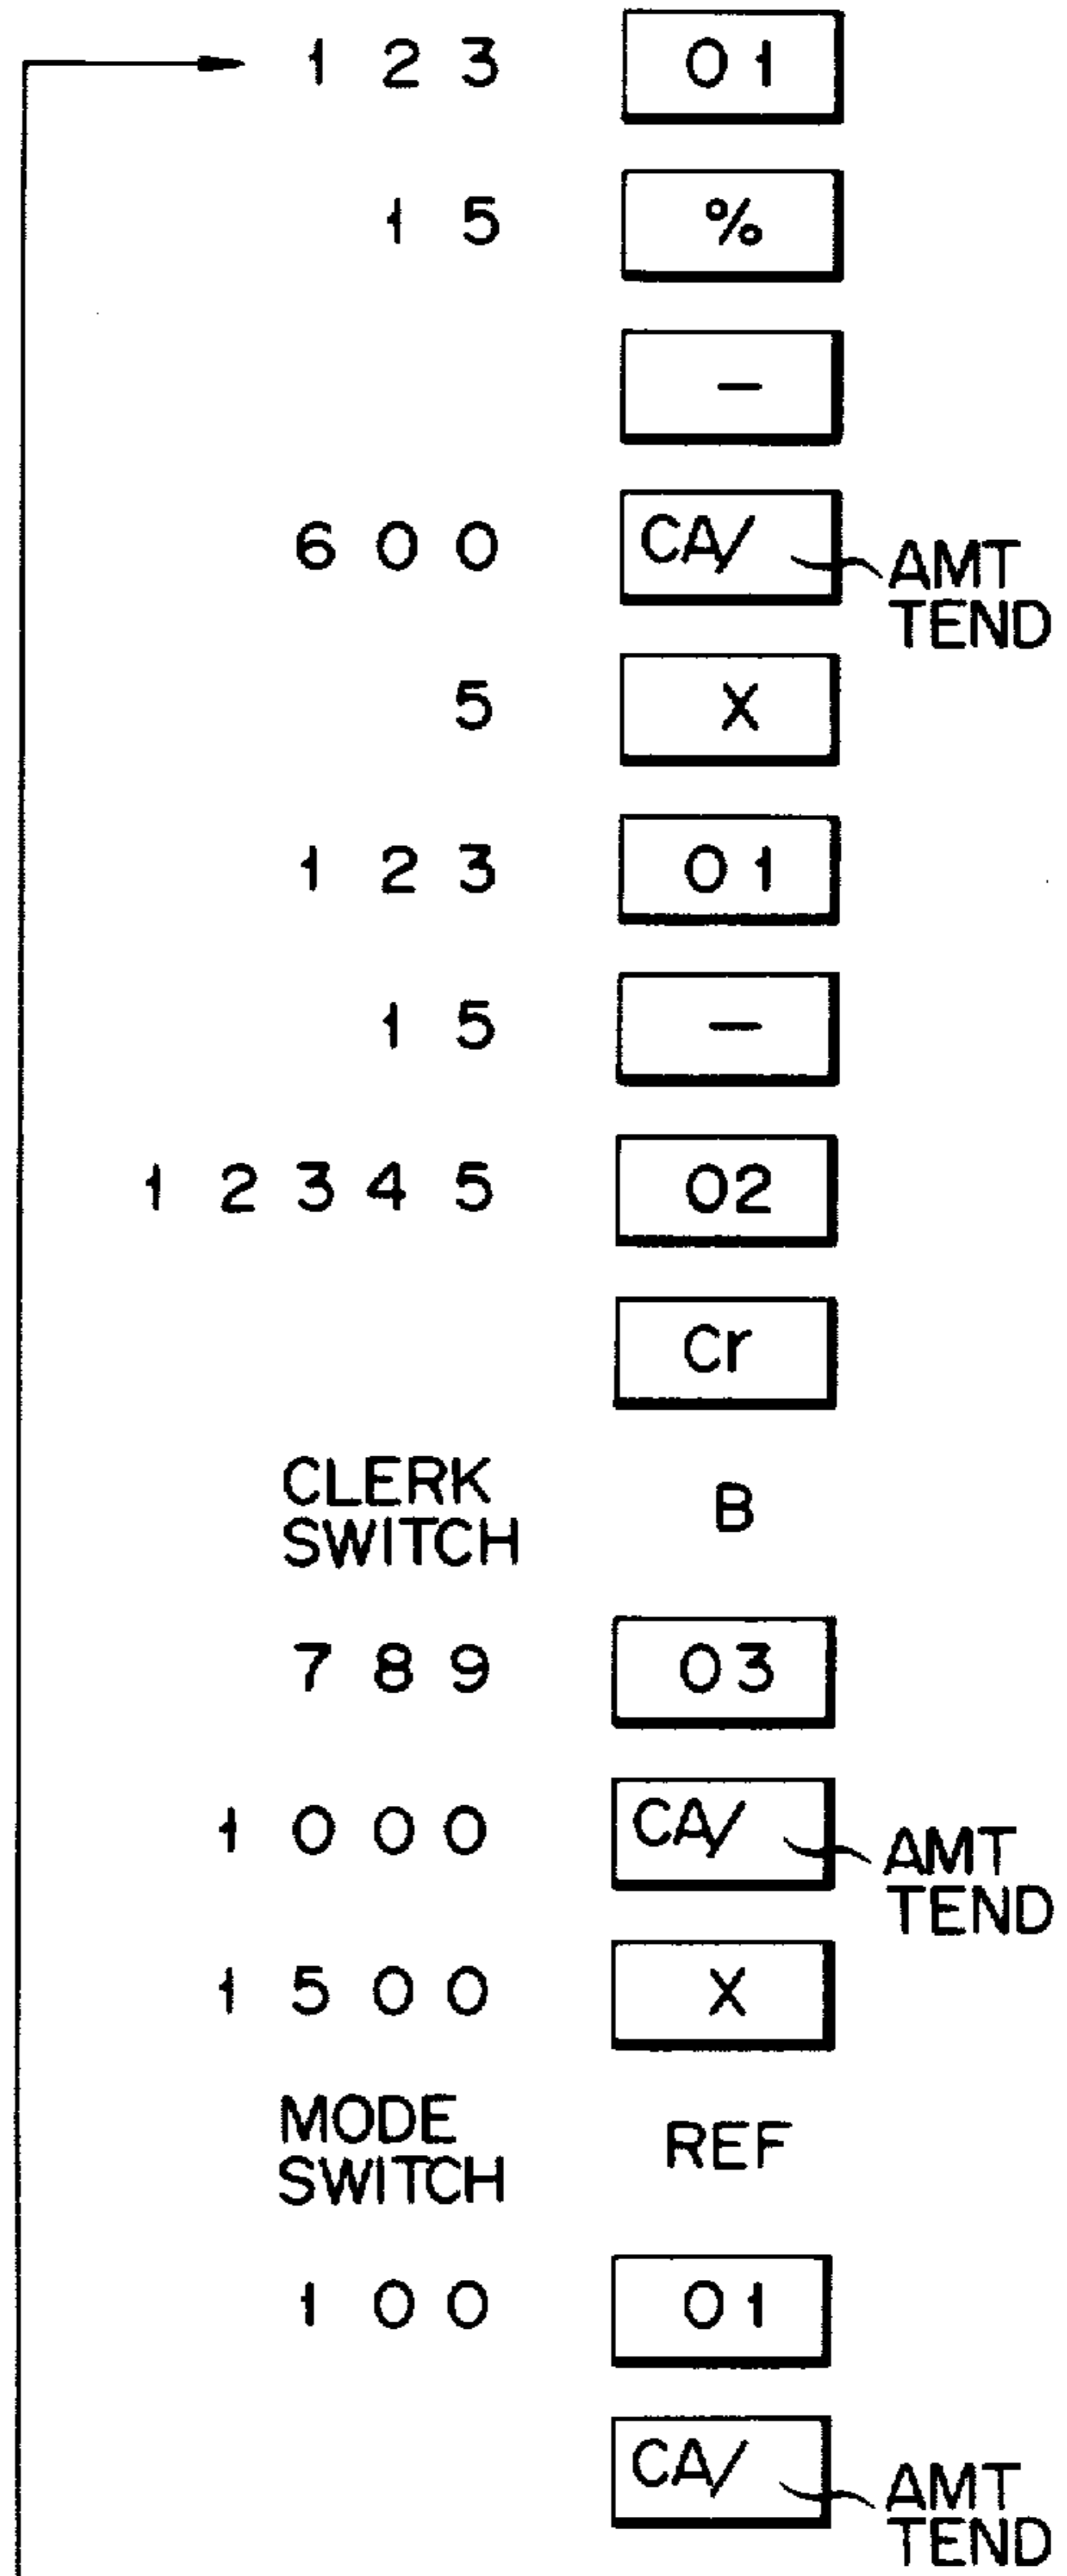 1 2 3 01
1 5 %
−
6 0 0 CA/ AMT
TEND
5 X
1 2 3 01
1 5 −
1 2 3 4 5 02
Cr
CLERK
SWITCH B
7 8 9 03
1 0 0 0 CA/ AMT
TEND
1 5 0 0 X
MODE
SWITCH REF
1 0 0 01
CA/ AMT
TEND